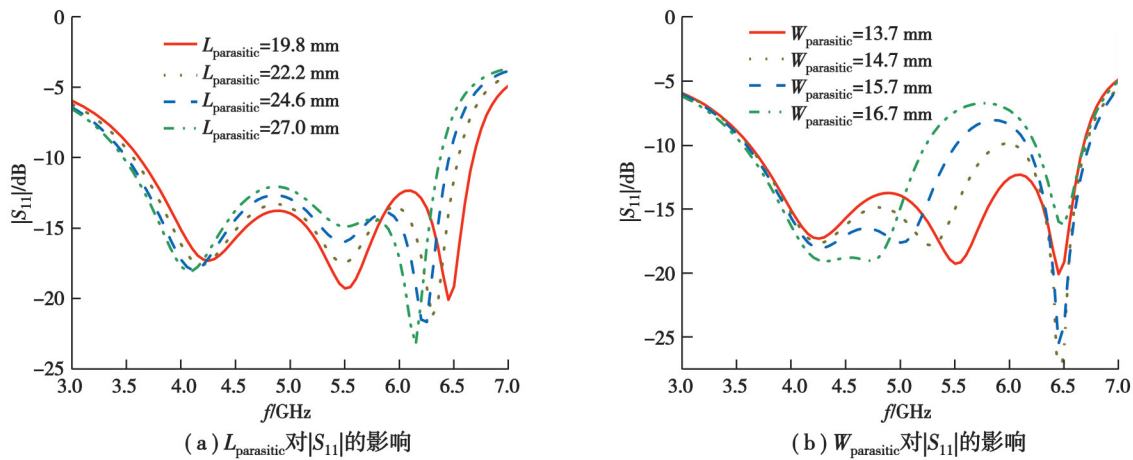 0
−5
−10
−15
−20
−25
|S11|/dB
3.0 3.5 4.0 4.5 5.0 5.5 6.0 6.5 7.0
f/GHz
Lparasitic=19.8 mm
Lparasitic=22.2 mm
Lparasitic=24.6 mm
Lparasitic=27.0 mm
(a) Lparasitic对|S11|的影响
0
−5
−10
−15
−20
−25
|S11|/dB
3.0 3.5 4.0 4.5 5.0 5.5 6.0 6.5 7.0
f/GHz
Wparasitic=13.7 mm
Wparasitic=14.7 mm
Wparasitic=15.7 mm
Wparasitic=16.7 mm
(b) Wparasitic对|S11|的影响